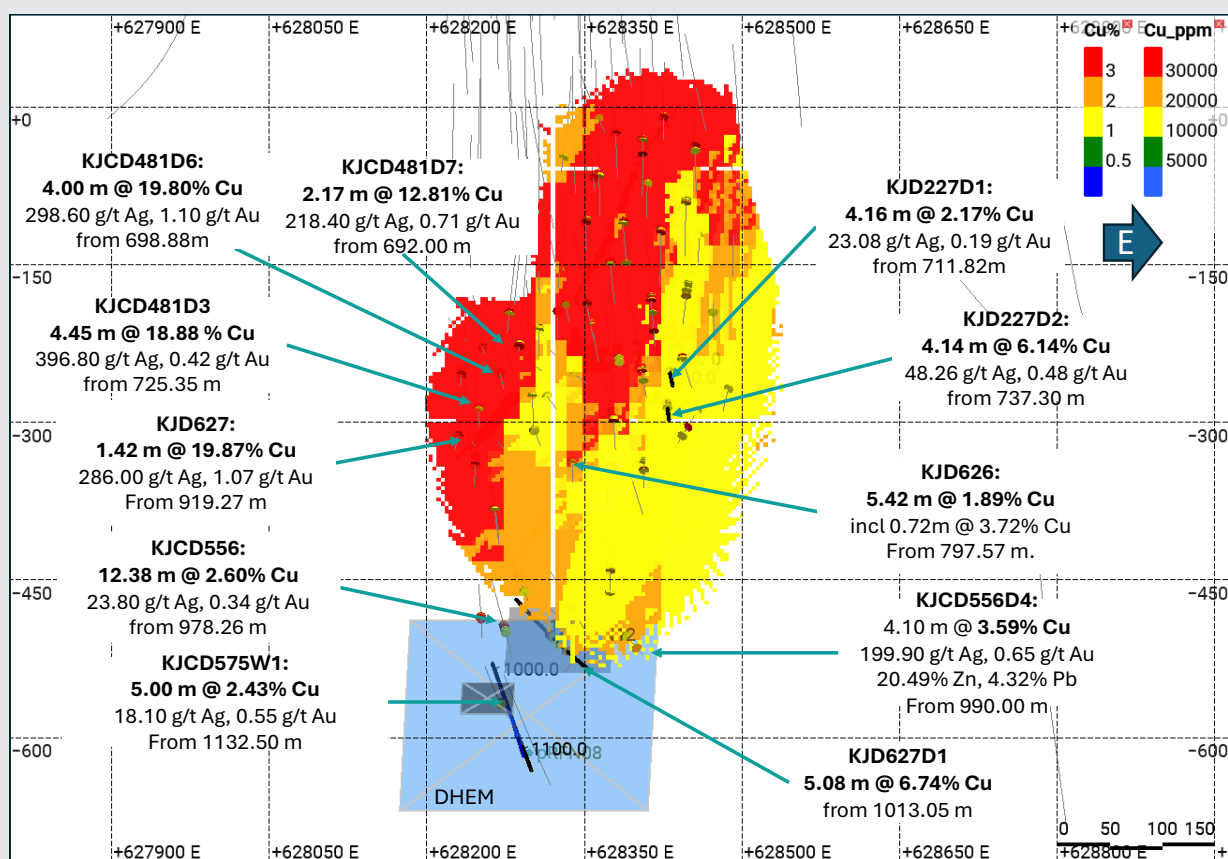 +627900 E
+628050 E
+628200 E
+628350 E
+628500 E
+628650 E
Cu%
Cu_ppm
3
30000
2
20000
1
10000
0.5
5000
E
+0
+0
−150
−150
−300
−300
−450
−450
−600
−600
KJCD481D6:
4.00 m @ 19.80% Cu
298.60 g/t Ag, 1.10 g/t Au
from 698.88m
KJCD481D7:
2.17 m @ 12.81% Cu
218.40 g/t Ag, 0.71 g/t Au
from 692.00 m
KJD227D1:
4.16 m @ 2.17% Cu
23.08 g/t Ag, 0.19 g/t Au
from 711.82m
KJCD481D3
4.45 m @ 18.88 % Cu
396.80 g/t Ag, 0.42 g/t Au
from 725.35 m
KJD227D2:
4.14 m @ 6.14% Cu
48.26 g/t Ag, 0.48 g/t Au
from 737.30 m
KJD627:
1.42 m @ 19.87% Cu
286.00 g/t Ag, 1.07 g/t Au
From 919.27 m
KJD626:
5.42 m @ 1.89% Cu
incl 0.72m @ 3.72% Cu
From 797.57 m.
KJCD556:
12.38 m @ 2.60% Cu
23.80 g/t Ag, 0.34 g/t Au
from 978.26 m
KJCD556D4:
4.10 m @ 3.59% Cu
199.90 g/t Ag, 0.65 g/t Au
20.49% Zn, 4.32% Pb
From 990.00 m
KJCD575W1:
5.00 m @ 2.43% Cu
18.10 g/t Ag, 0.55 g/t Au
From 1132.50 m
KJD627D1
5.08 m @ 6.74% Cu
from 1013.05 m
1000.0
1100.0
DHEM
0 50 100 150
+627900 E
+628050 E
+628200 E
+628350 E
+628500 E
+628650 E
+628800 E